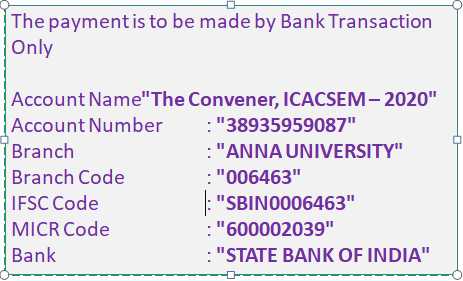 The payment is to be made by Bank Transaction
Only
Account Name"The Convener, ICACSEM – 2020"
Account Number : "38935959087"
Branch : "ANNA UNIVERSITY"
Branch Code : "006463"
IFSC Code : "SBIN0006463"
MICR Code : "600002039"
Bank : "STATE BANK OF INDIA"